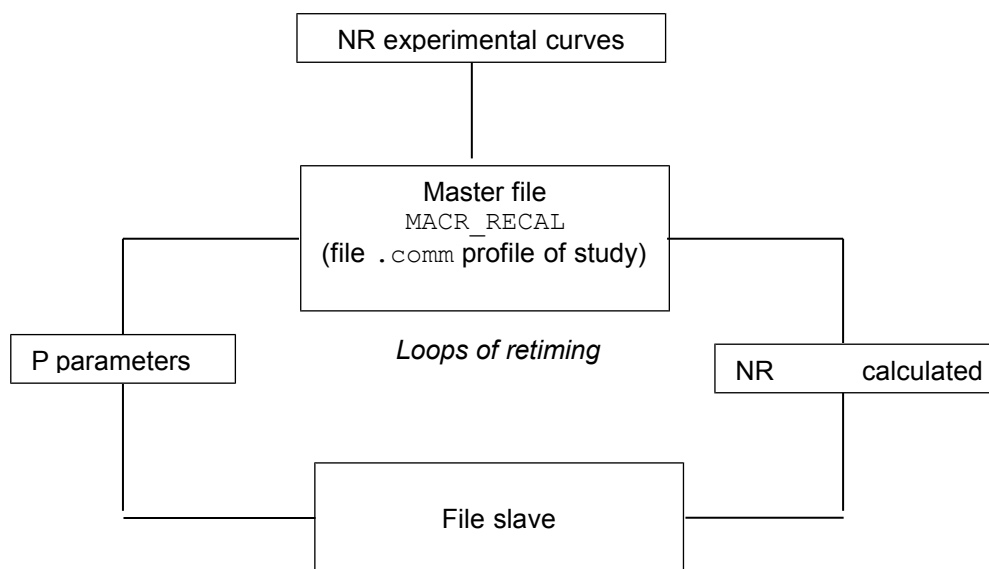 NR experimental curves
Master file
MACR_RECAL
(file .comm profile of study)
P parameters
Loops of retiming
NR calculated
File slave